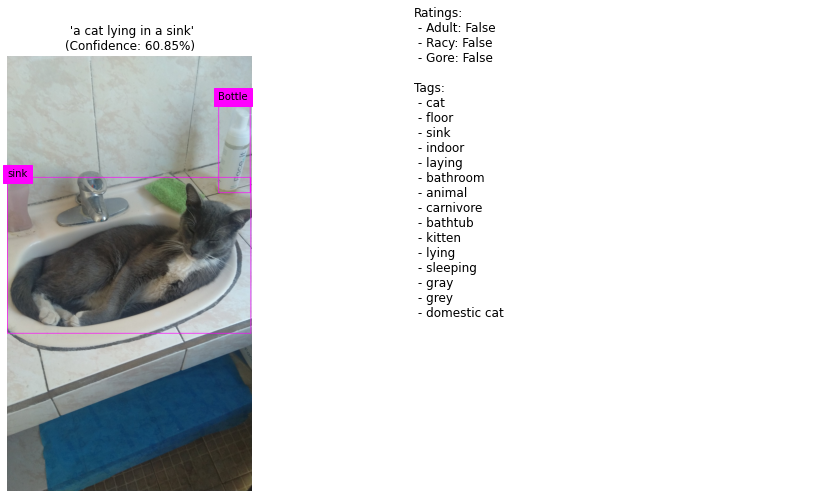 'a cat lying in a sink'
(Confidence: 60.85%)
Bottle
sink
Ratings:
- Adult: False
- Racy: False
- Gore: False
Tags:
- cat
- floor
- sink
- indoor
- laying
- bathroom
- animal
- carnivore
- bathtub
- kitten
- lying
- sleeping
- gray
- grey
- domestic cat